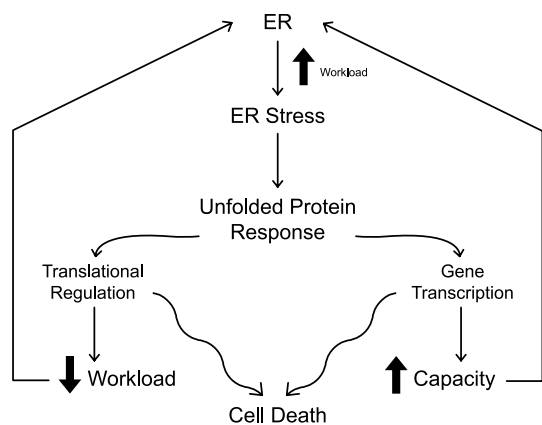 ER
Workload
ER Stress
Unfolded Protein
Response
Translational
Regulation
Gene
Transcription
Workload
Capacity
Cell Death